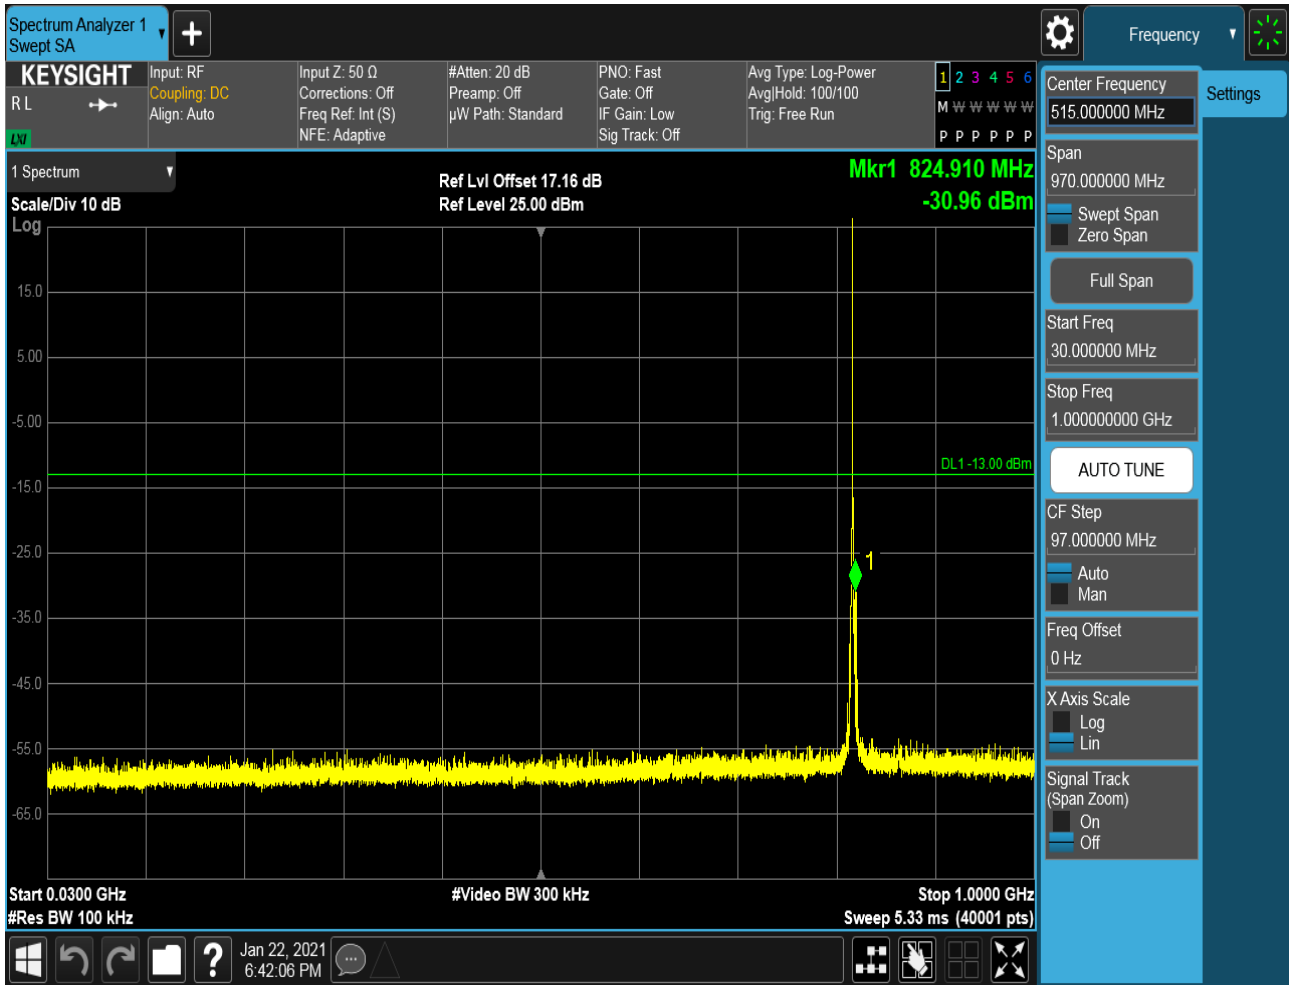 Spectrum Analyzer 1
Swept SA
Frequency
KEYSIGHT
R L
LXI
Input: RF
Coupling: DC
Align: Auto
Input Z: 50 Ω
Corrections: Off
Freq Ref: Int (S)
NFE: Adaptive
#Atten: 20 dB
Preamp: Off
µW Path: Standard
PNO: Fast
Gate: Off
IF Gain: Low
Sig Track: Off
Avg Type: Log-Power
Avg|Hold: 100/100
Trig: Free Run
1 2 3 4 5 6
M W W W W W
P P P P P P
1 Spectrum
Scale/Div 10 dB
Log
Ref Lvl Offset 17.16 dB
Ref Level 25.00 dBm
Mkr1 824.910 MHz
-30.96 dBm
15.0
5.00
-5.00
DL1 -13.00 dBm
-15.0
-25.0
1
-35.0
-45.0
-55.0
-65.0
Start 0.0300 GHz
#Res BW 100 kHz
#Video BW 300 kHz
Stop 1.0000 GHz
Sweep 5.33 ms (40001 pts)
Center Frequency
515.000000 MHz
Settings
Span
970.000000 MHz
Swept Span
Zero Span
Full Span
Start Freq
30.000000 MHz
Stop Freq
1.000000000 GHz
AUTO TUNE
CF Step
97.000000 MHz
Auto
Man
Freq Offset
0 Hz
X Axis Scale
Log
Lin
Signal Track
(Span Zoom)
On
Off
?
Jan 22, 2021
6:42:06 PM